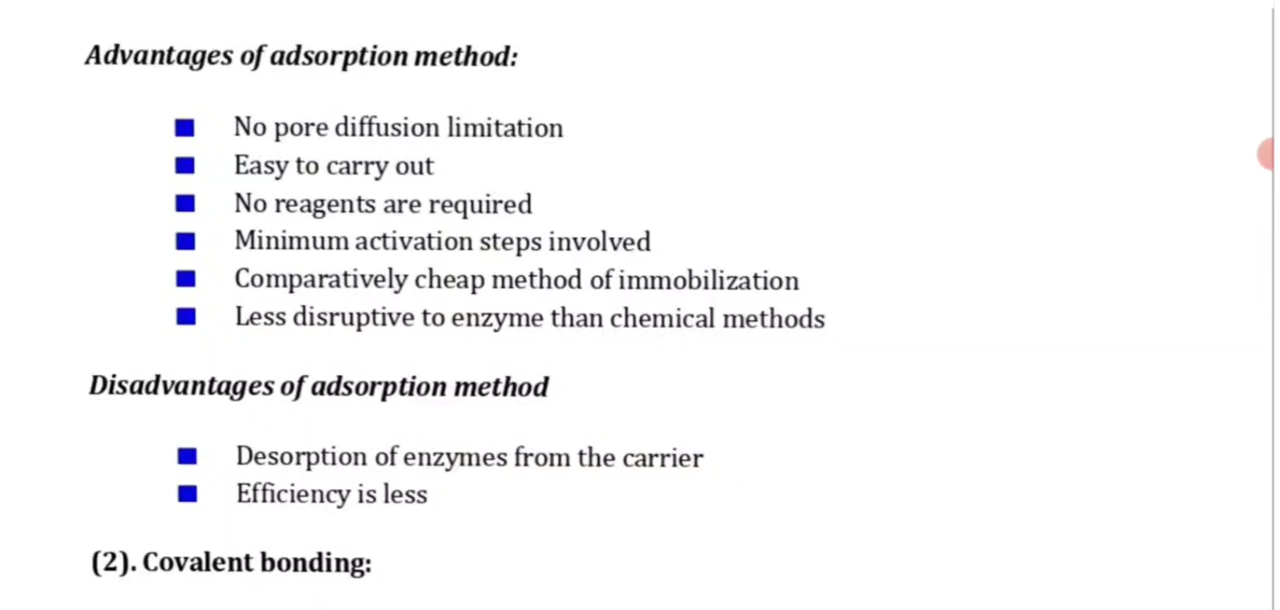 Advantages of adsorption method:
No pore diffusion limitation
Easy to carry out
No reagents are required
Minimum activation steps involved
Comparatively cheap method of immobilization
Less disruptive to enzyme than chemical methods
Disadvantages of adsorption method
Desorption of enzymes from the carrier
Efficiency is less
(2). Covalent bonding: